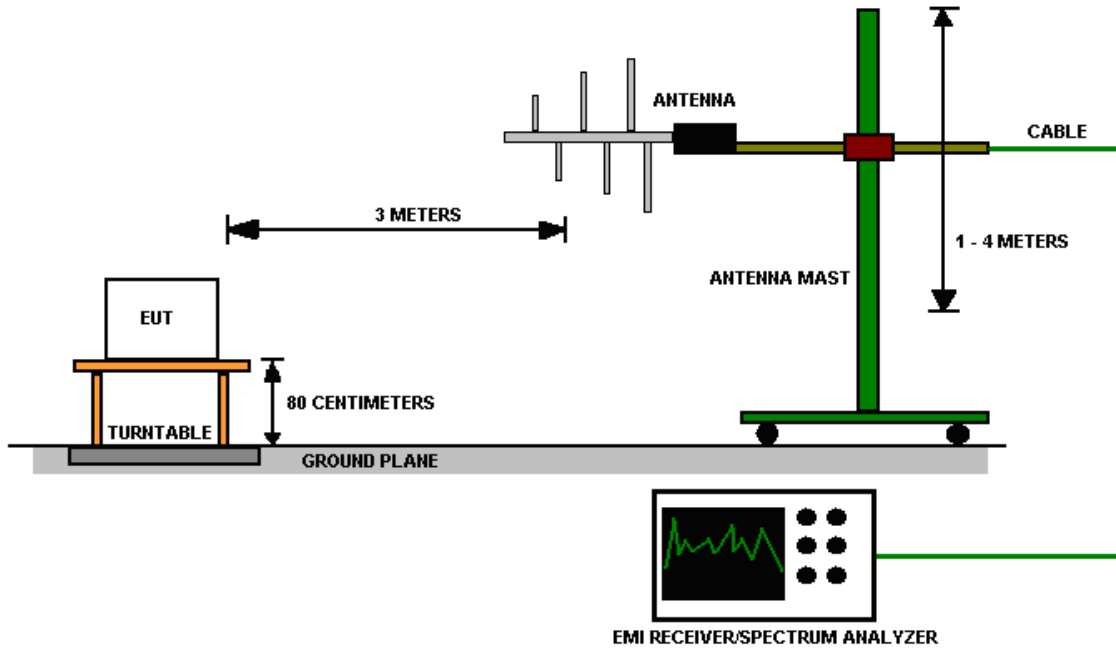 ANTENNA
CABLE
3 METERS
1 - 4 METERS
ANTENNA MAST
EUT
80 CENTIMETERS
TURNTABLE
GROUND PLANE
EMI RECEIVER/SPECTRUM ANALYZER